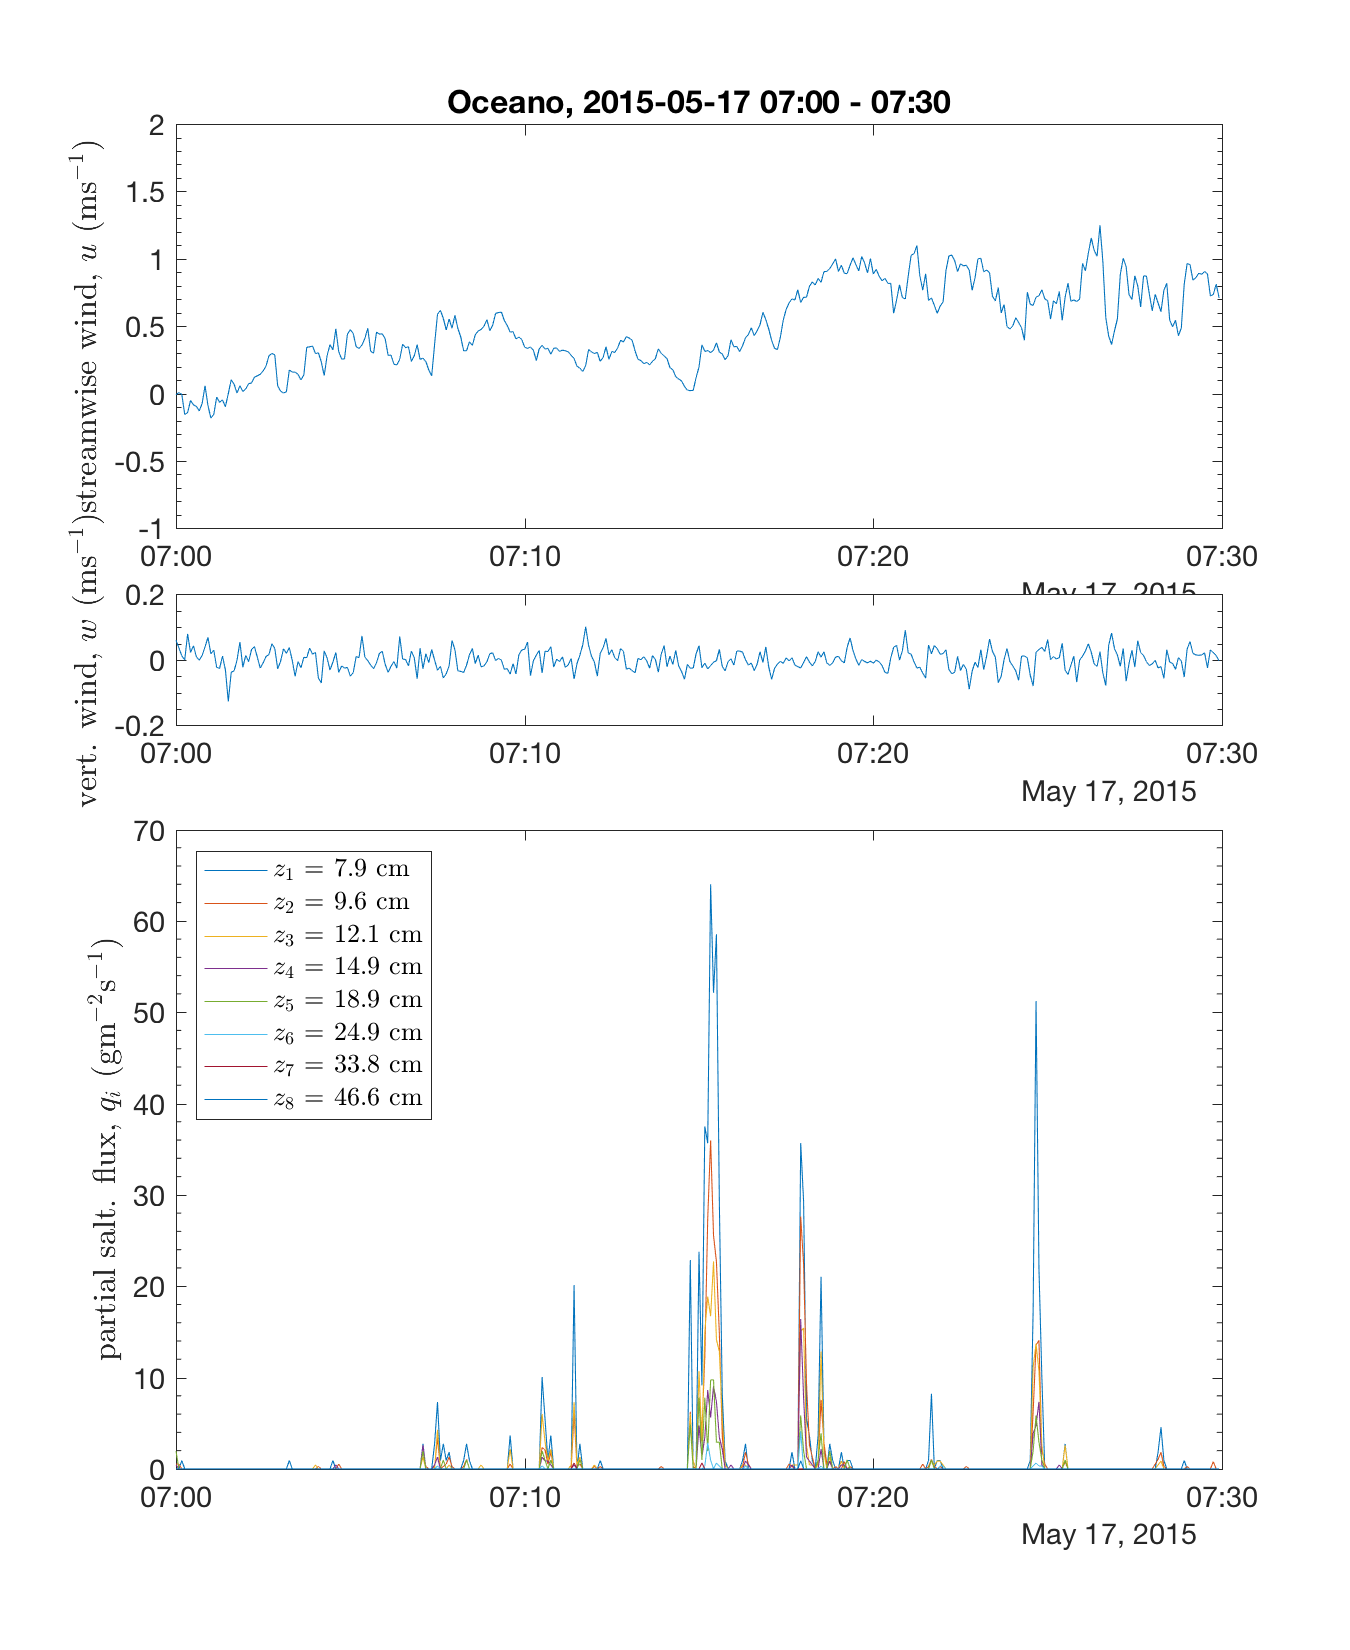 Oceano, 2015-05-17 07:00 - 07:30
streamwise wind, u (ms⁻¹)
2
1.5
1
0.5
0
-0.5
-1
07:00 07:10 07:20 07:30
May 17, 2015
vert. wind, w (ms⁻¹)
0.2
0
-0.2
07:00 07:10 07:20 07:30
May 17, 2015
partial salt. flux, qᵢ (gm⁻²s⁻¹)
70
60
50
40
30
20
10
0
z₁ = 7.9 cm
z₂ = 9.6 cm
z₃ = 12.1 cm
z₄ = 14.9 cm
z₅ = 18.9 cm
z₆ = 24.9 cm
z₇ = 33.8 cm
z₈ = 46.6 cm
07:00 07:10 07:20 07:30
May 17, 2015